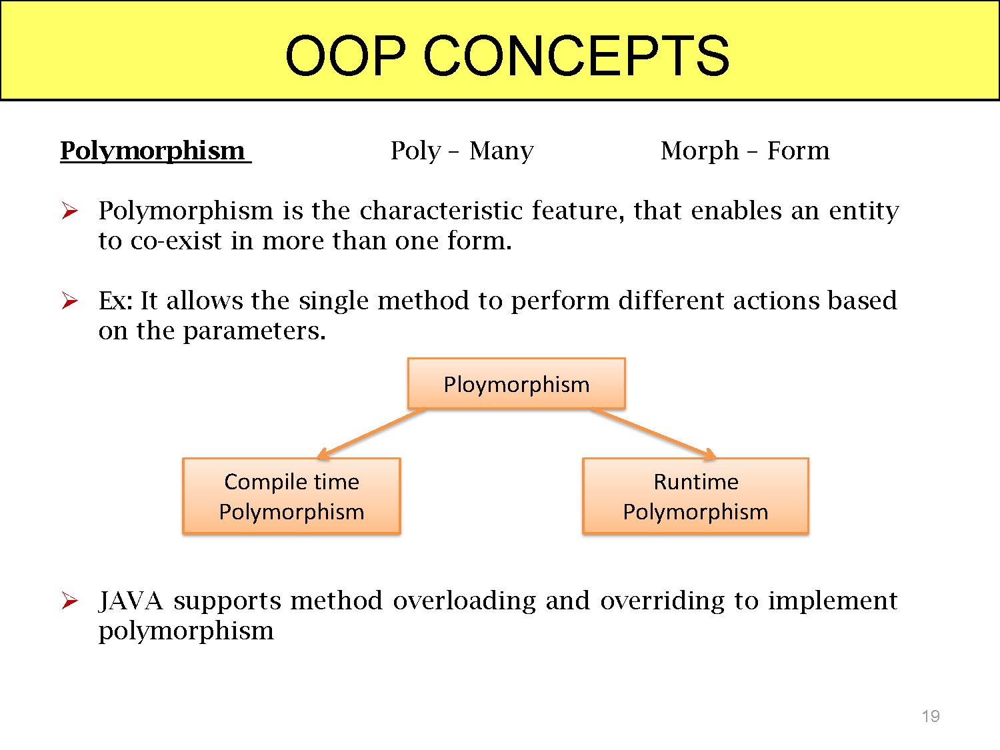 OOP CONCEPTS
Polymorphism Poly – Many Morph – Form
Polymorphism is the characteristic feature, that enables an entity
to co-exist in more than one form.
Ex: It allows the single method to perform different actions based
on the parameters.
Ploymorphism
Compile time
Polymorphism
Runtime
Polymorphism
JAVA supports method overloading and overriding to implement
polymorphism
19